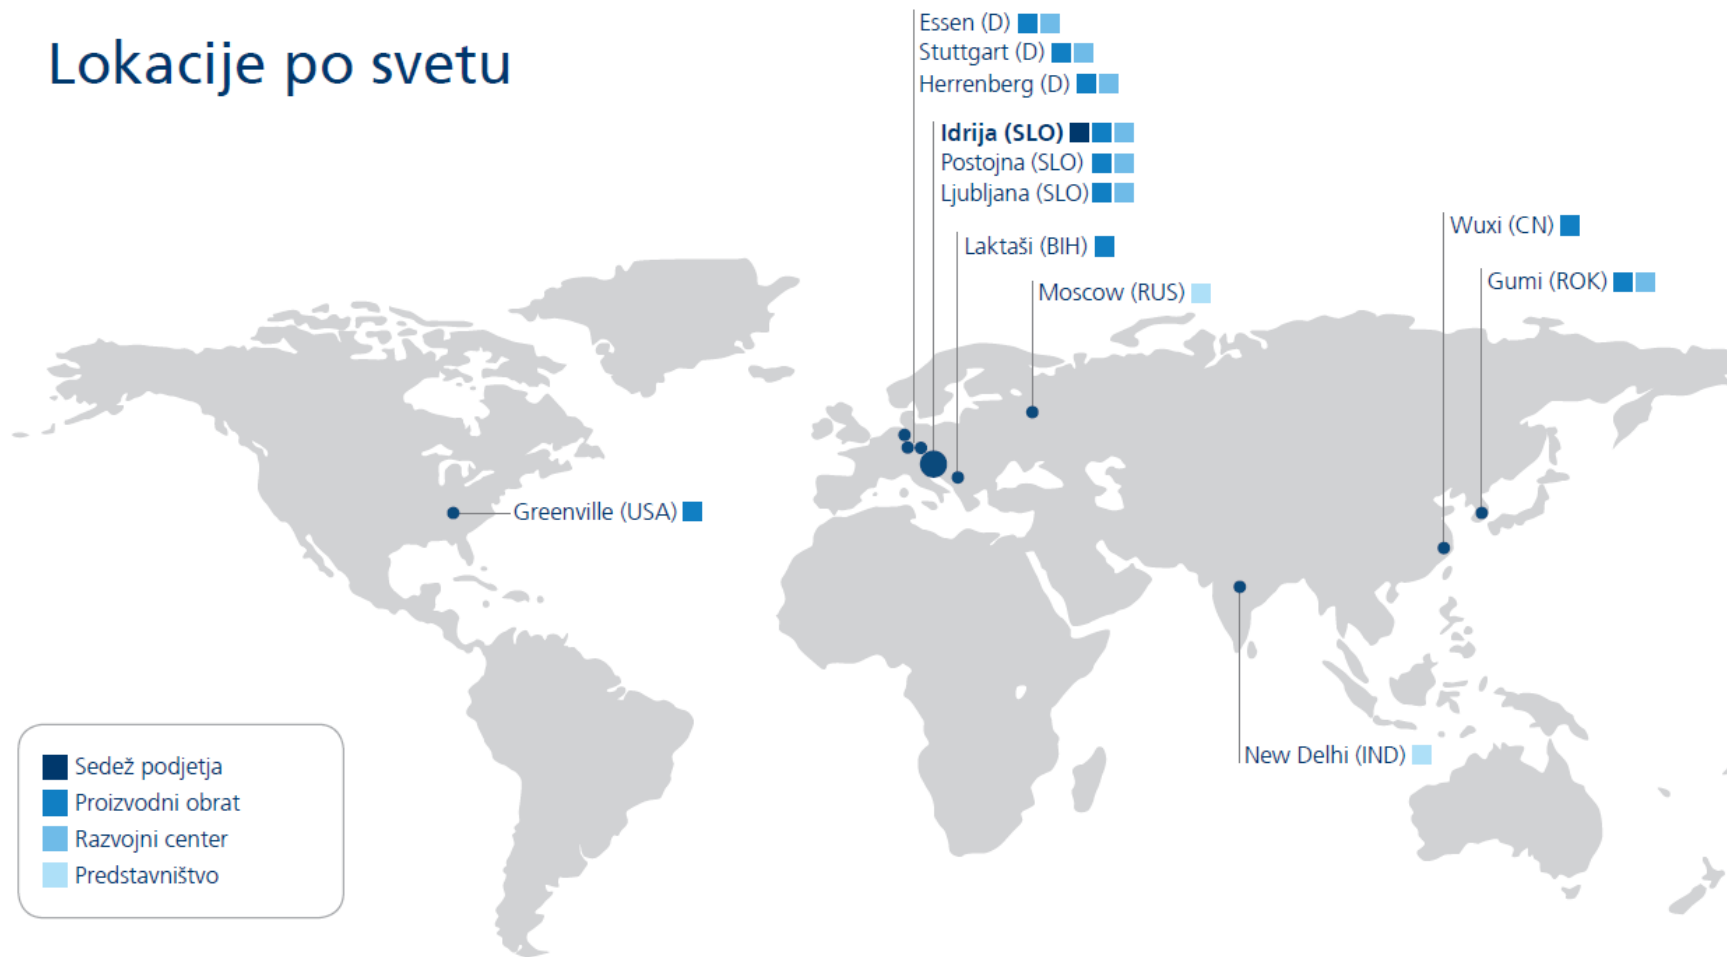 Lokacije po svetu
Essen (D)
Stuttgart (D)
Herrenberg (D)
Idrija (SLO)
Postojna (SLO)
Ljubljana (SLO)
Laktaši (BIH)
Moscow (RUS)
Wuxi (CN)
Gumi (ROK)
Greenville (USA)
New Delhi (IND)
Sedež podjetja
Proizvodni obrat
Razvojni center
Predstavništvo